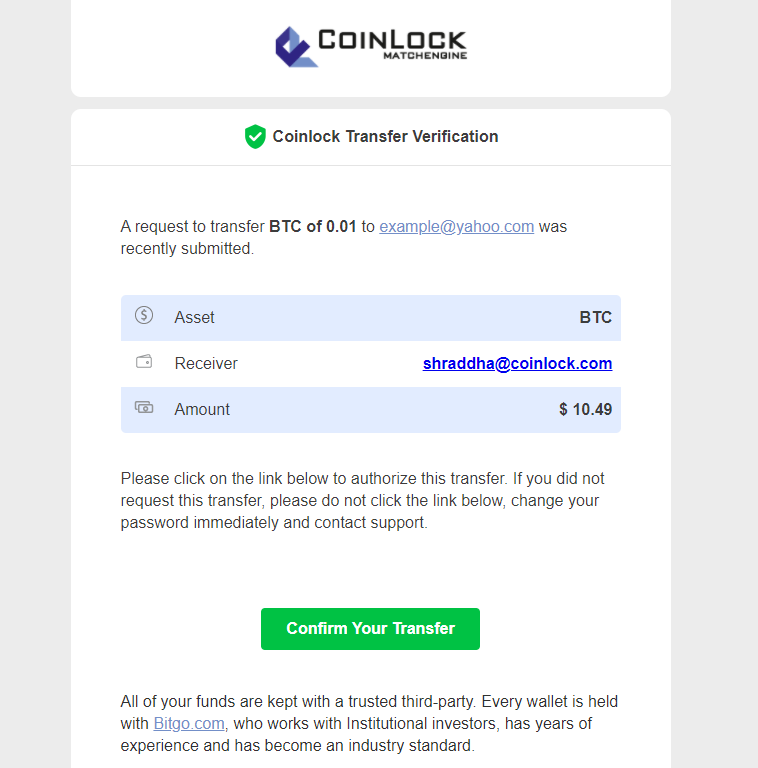 COINLOCK
MATCHENGINE
Coinlock Transfer Verification
A request to transfer BTC of 0.01 to example@yahoo.com was
recently submitted.
Asset BTC
Receiver shraddha@coinlock.com
Amount $ 10.49
Please click on the link below to authorize this transfer. If you did not
request this transfer, please do not click the link below, change your
password immediately and contact support.
Confirm Your Transfer
All of your funds are kept with a trusted third-party. Every wallet is held
with Bitgo.com, who works with Institutional investors, has years of
experience and has become an industry standard.